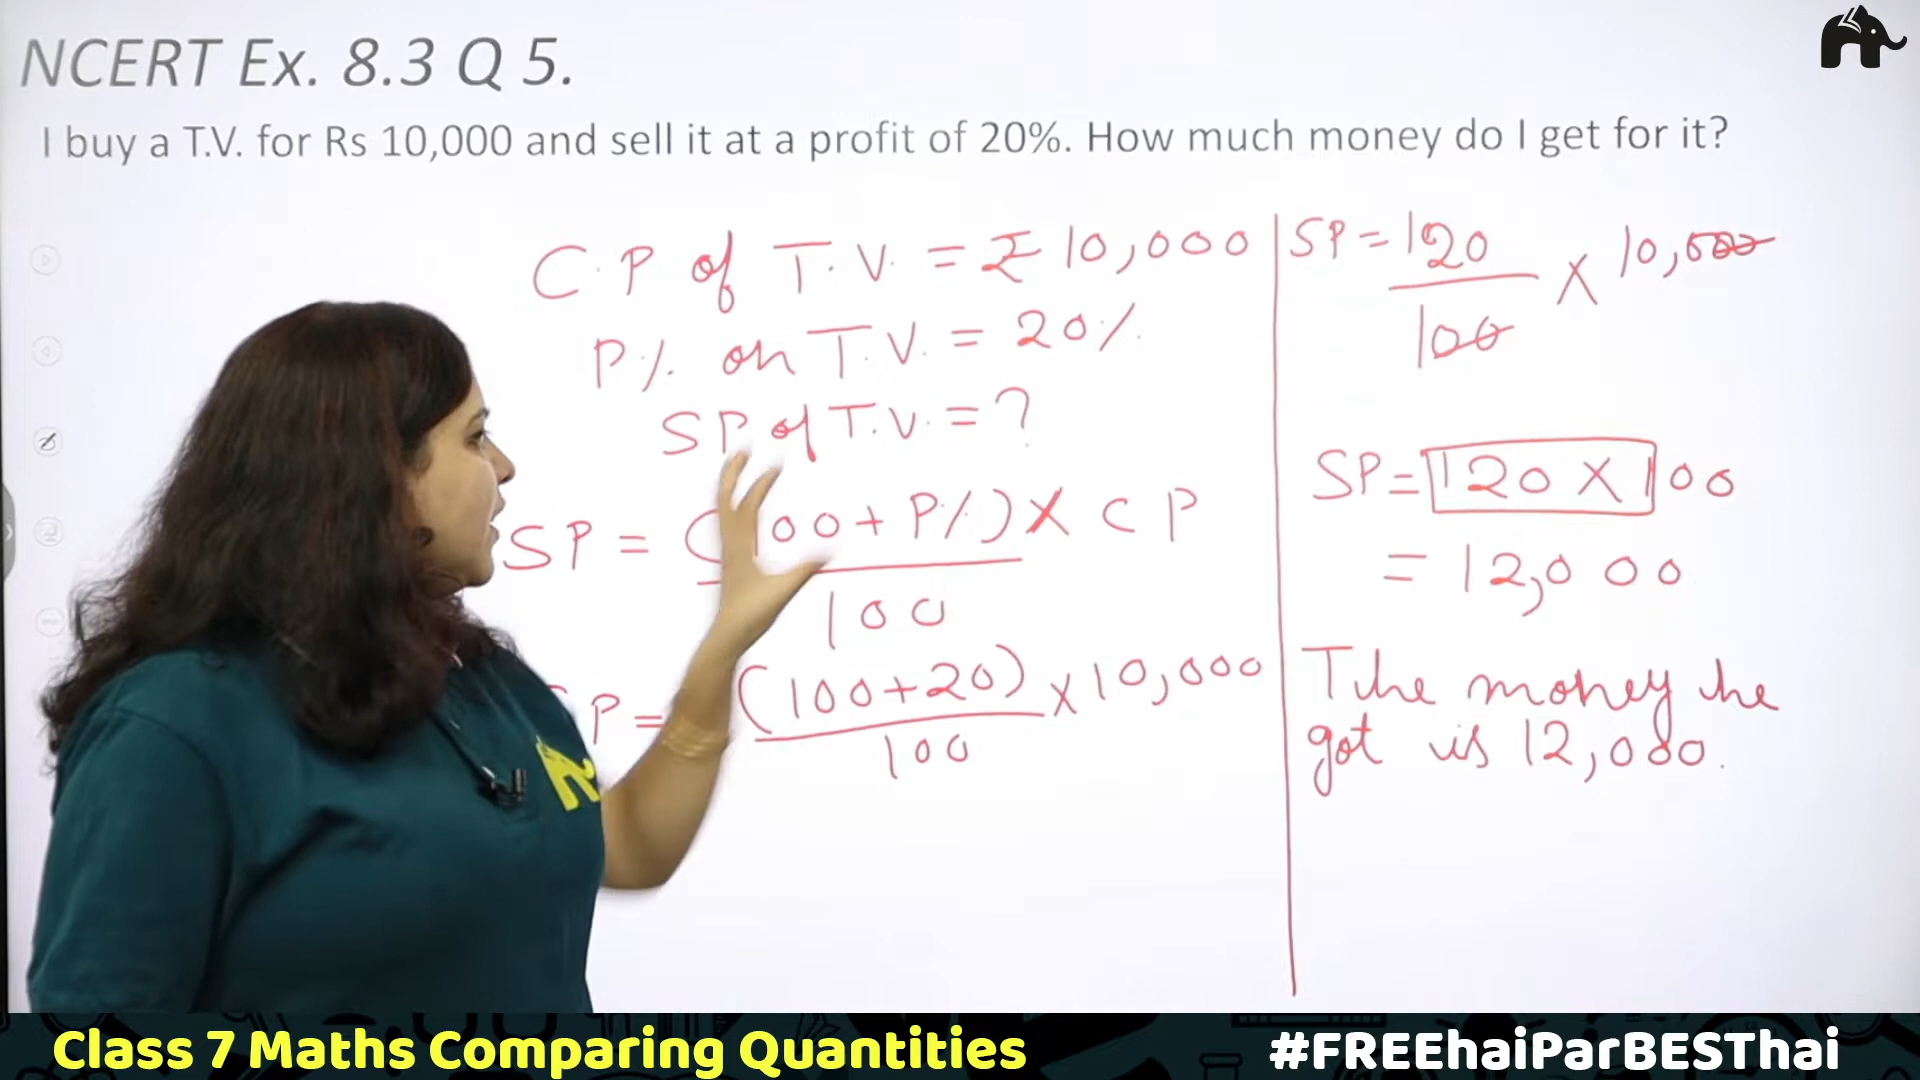 NCERT Ex. 8.3 Q 5.
I buy a T.V. for Rs 10,000 and sell it at a profit of 20%. How much money do I get for it?
C.P of T.V. = ₹ 10,000
P% on T.V. = 20%
SP of T.V. = ?
SP = (100 + P%) × CP
100
P = (100+20) × 10,000
100
SP = 120 × 10,000
100
SP = 120 × 100
= 12,000
The money he
got is 12,000.
Class 7 Maths Comparing Quantities
#FREEhaiParBESThai